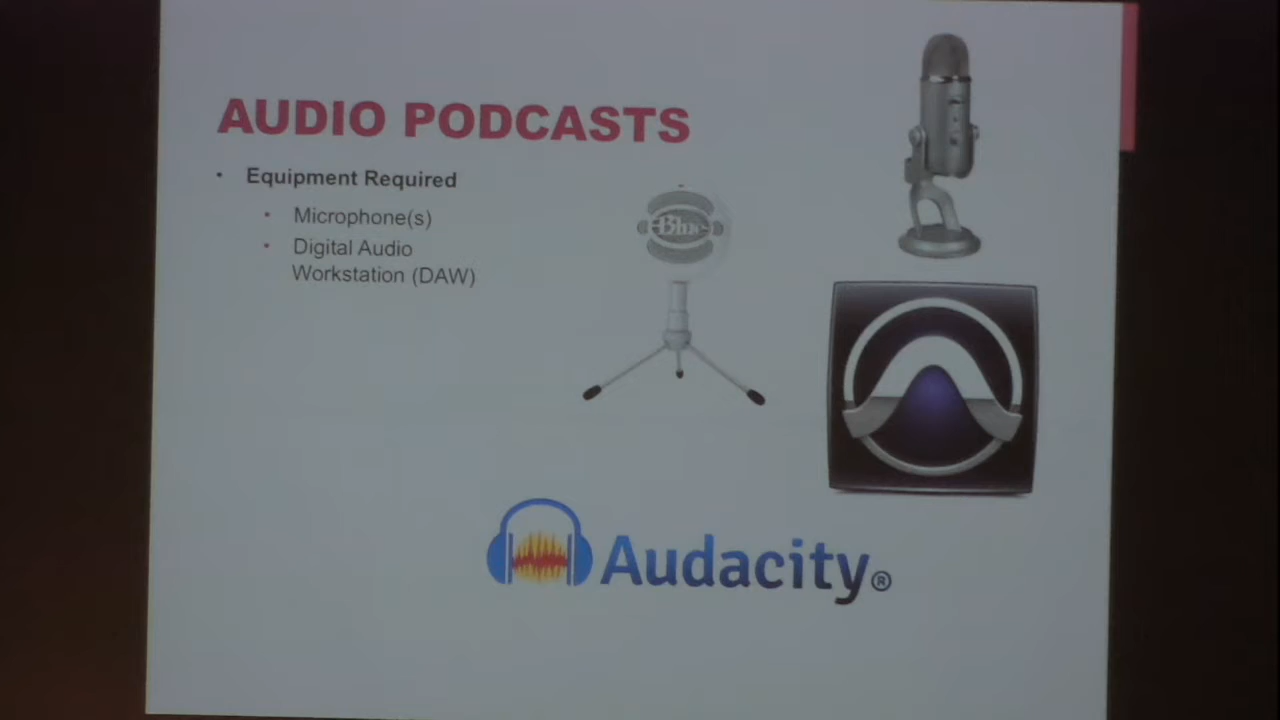 AUDIO PODCASTS
• Equipment Required
• Microphone(s)
• Digital Audio
Workstation (DAW)
Blue
Audacity®